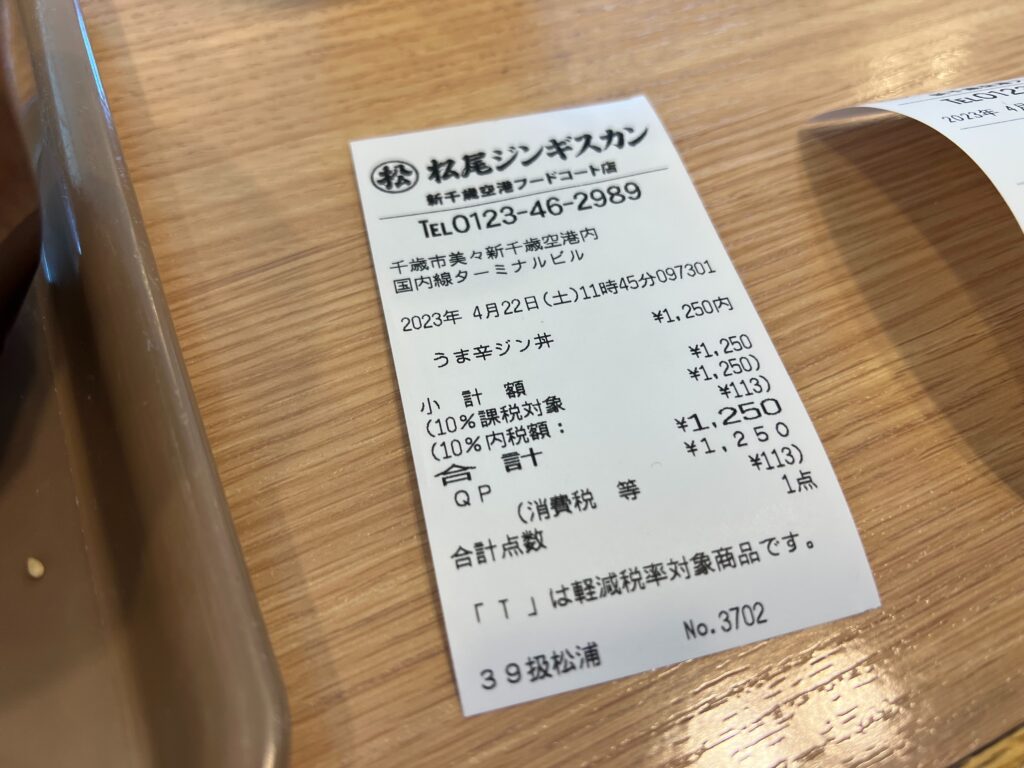 松 松尾ジンギスカン
新千歳空港フードコート店
TEL0123-46-2989
千歳市美々新千歳空港内
国内線ターミナルビル
2023年 4月22日(土)11時45分097301
うま辛ジン丼 ¥1,250内
小 計 額 ¥1,250
(10%課税対象 ¥1,250)
(10%内税額: ¥113)
合 計 ¥1,250
QP ¥1,250
(消費税 等 ¥113)
合計点数 1点
「 T 」は軽減税率対象商品です。
39扱松浦 No.3702
TEL012
2023年 4月